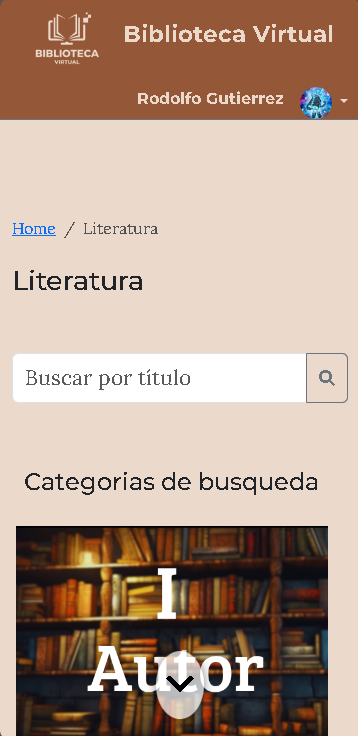 BIBLIOTECA
VIRTUAL
Biblioteca Virtual
Rodolfo Gutierrez
Home / Literatura
Literatura
Buscar por título
Categorias de busqueda
I
Autor